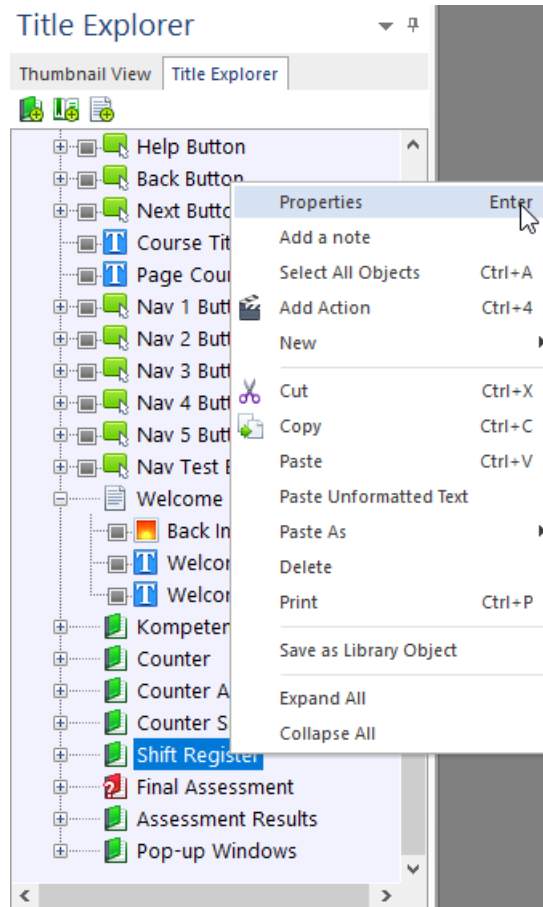 Title Explorer
Thumbnail View Title Explorer
Help Button
Back Button
Next Butto
Course Tit
Page Cour
Nav 1 Butt
Nav 2 Butt
Nav 3 Butt
Nav 4 Butt
Nav 5 Butt
Nav Test B
Welcome
Back In
Welcor
Welcor
Kompeter
Counter
Counter A
Counter S
Shift Register
Final Assessment
Assessment Results
Pop-up Windows
Properties Enter
Add a note
Select All Objects Ctrl+A
Add Action Ctrl+4
New
Cut Ctrl+X
Copy Ctrl+C
Paste Ctrl+V
Paste Unformatted Text
Paste As
Delete
Print Ctrl+P
Save as Library Object
Expand All
Collapse All